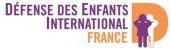 DÉFENSE DES ENFANTS
INTERNATIONAL
FRANCE